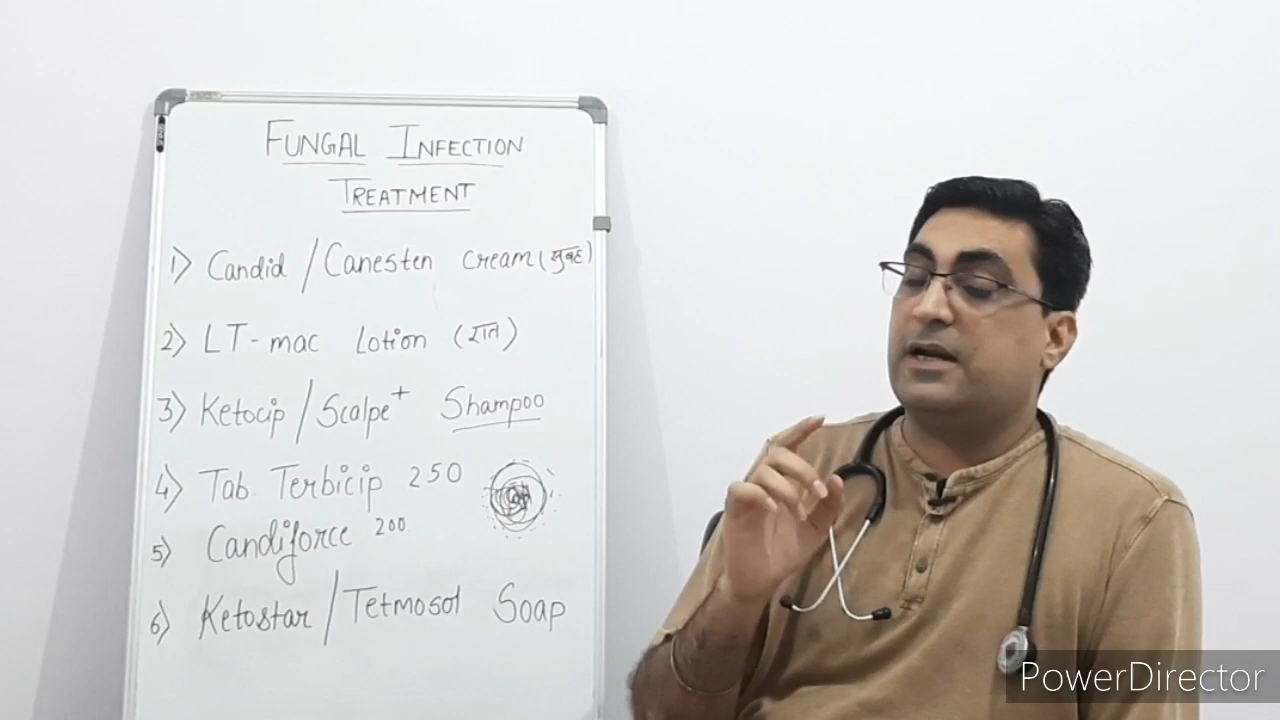 FUNGAL INFECTION
TREATMENT
1) Candid / Canesten cream (सुबह)
2) LT-mac Lotion (रात)
3) Ketocip / Scalpe+ Shampoo
4) Tab Terbicip 250
5) Candiforce 200
6) Ketostar / Tetmosol Soap
PowerDirector